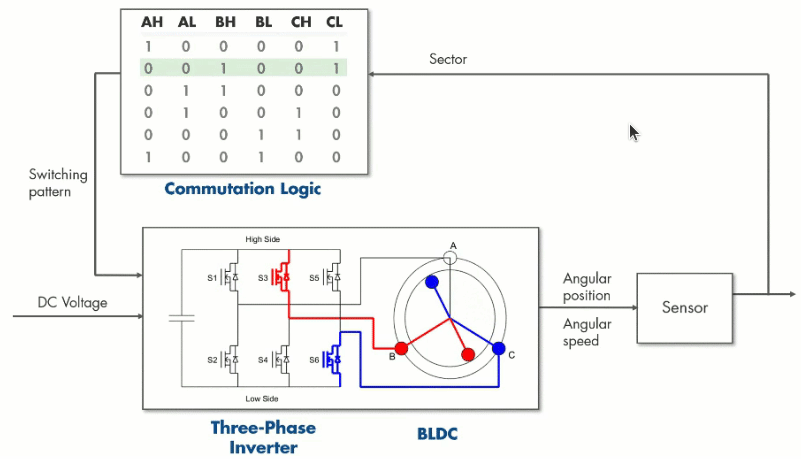 AH AL BH BL CH CL
1 0 0 0 0 1
0 0 1 0 0 1
0 1 1 0 0 0
0 1 0 0 1 0
0 0 0 1 1 0
1 0 0 1 0 0
Commutation Logic
Sector
Switching
pattern
DC Voltage
High Side
S1 S3 S5
S2 S4 S6
Low Side
A
B
C
Three-Phase
Inverter
BLDC
Angular
position
Angular
speed
Sensor